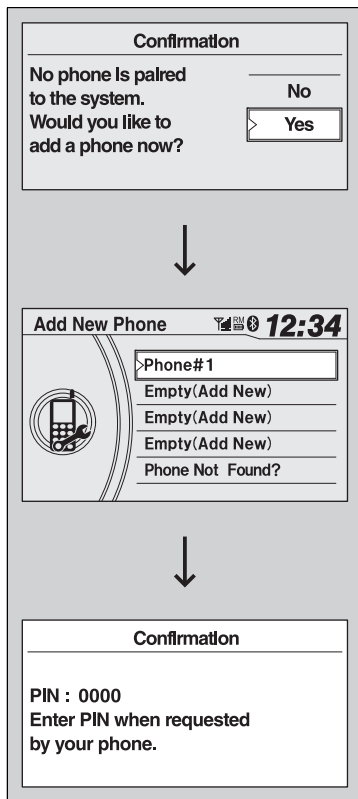 Confirmation
No phone is paired
to the system.
Would you like to
add a phone now?
No
Yes
Add New Phone
RM
12:34
Phone#1
Empty(Add New)
Empty(Add New)
Empty(Add New)
Phone Not Found?
Confirmation
PIN : 0000
Enter PIN when requested
by your phone.